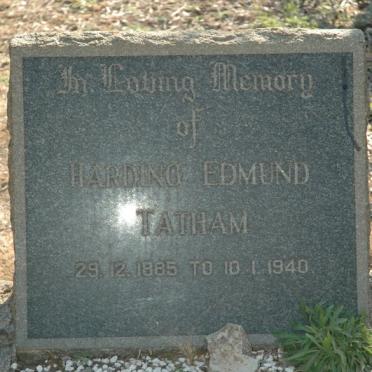 In Loving Memory
of
HARDING EDMUND
TATHAM
29.12.1885 TO 10.1.1940